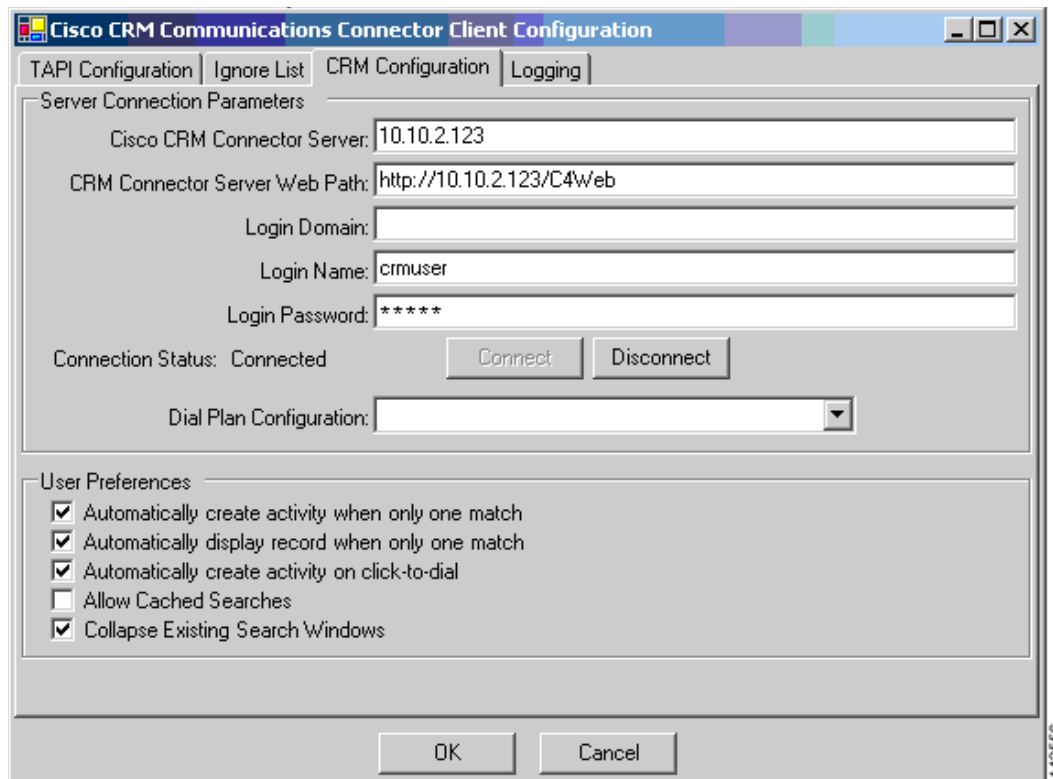 Cisco CRM Communications Connector Client Configuration
TAPI Configuration Ignore List CRM Configuration Logging
Server Connection Parameters
Cisco CRM Connector Server: 10.10.2.123
CRM Connector Server Web Path: http://10.10.2.123/C4Web
Login Domain:
Login Name: crmuser
Login Password: *****
Connection Status: Connected Connect Disconnect
Dial Plan Configuration:
User Preferences
Automatically create activity when only one match
Automatically display record when only one match
Automatically create activity on click-to-dial
Allow Cached Searches
Collapse Existing Search Windows
OK Cancel